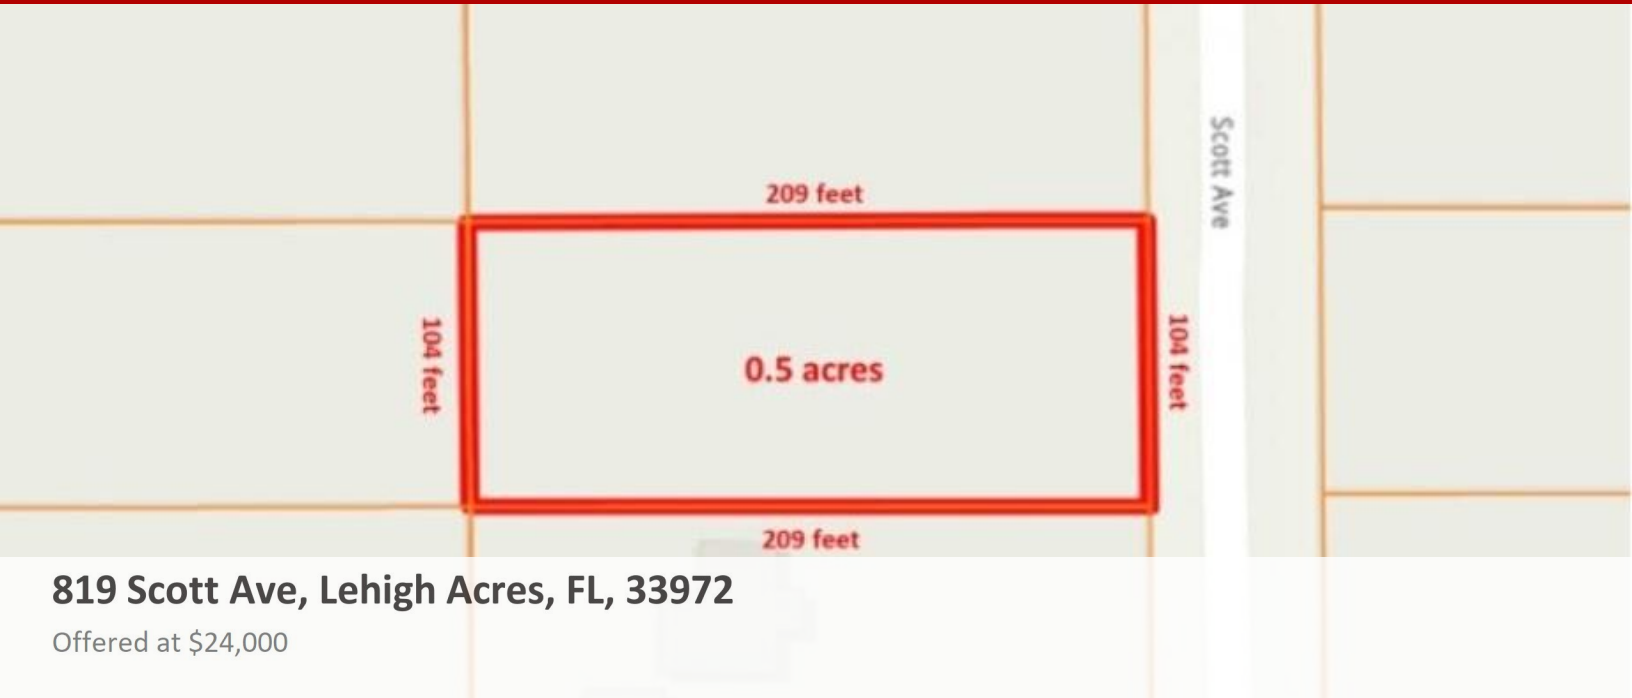 Scott Ave
209 feet
104 feet
0.5 acres
104 feet
209 feet
819 Scott Ave, Lehigh Acres, FL, 33972
Offered at $24,000